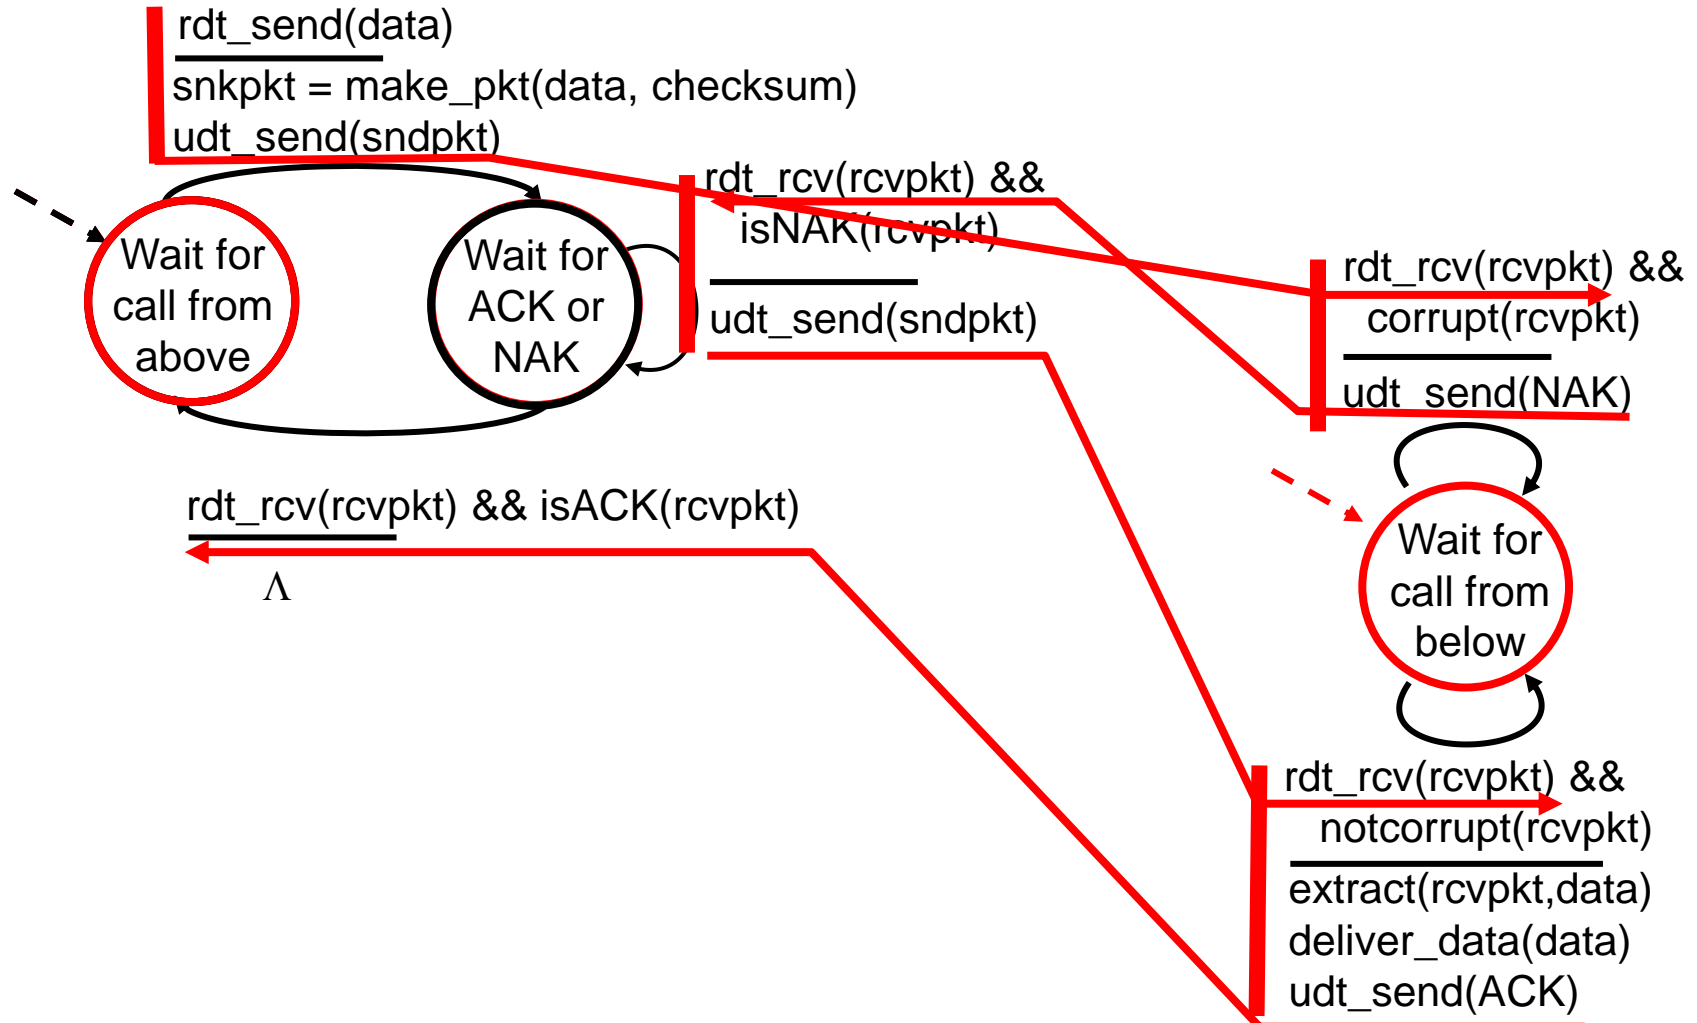 rdt_send(data)
snkpkt = make_pkt(data, checksum)
udt_send(sndpkt)
Wait for
call from
above
Wait for
ACK or
NAK
rdt_rcv(rcvpkt) &&
isNAK(rcvpkt)
udt_send(sndpkt)
rdt_rcv(rcvpkt) && isACK(rcvpkt)
Λ
rdt_rcv(rcvpkt) &&
corrupt(rcvpkt)
udt_send(NAK)
Wait for
call from
below
rdt_rcv(rcvpkt) &&
notcorrupt(rcvpkt)
extract(rcvpkt,data)
deliver_data(data)
udt_send(ACK)